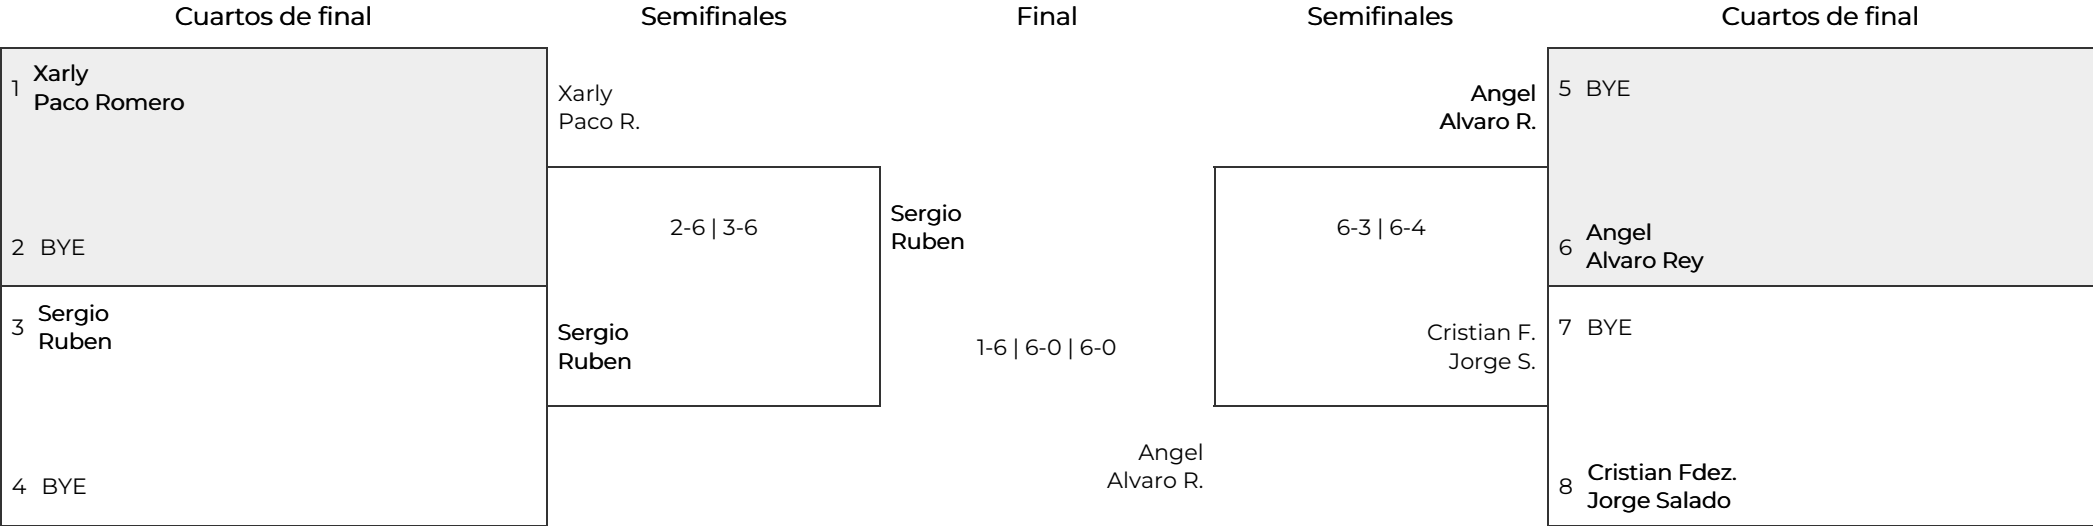 Cuartos de final
Semifinales
Final
Semifinales
Cuartos de final
1
Xarly
Paco Romero
2 BYE
3
Sergio
Ruben
4 BYE
Xarly
Paco R.
2-6 | 3-6
Sergio
Ruben
Sergio
Ruben
1-6 | 6-0 | 6-0
Angel
Alvaro R.
Angel
Alvaro R.
6-3 | 6-4
Cristian F.
Jorge S.
5 BYE
6
Angel
Alvaro Rey
7 BYE
8
Cristian Fdez.
Jorge Salado